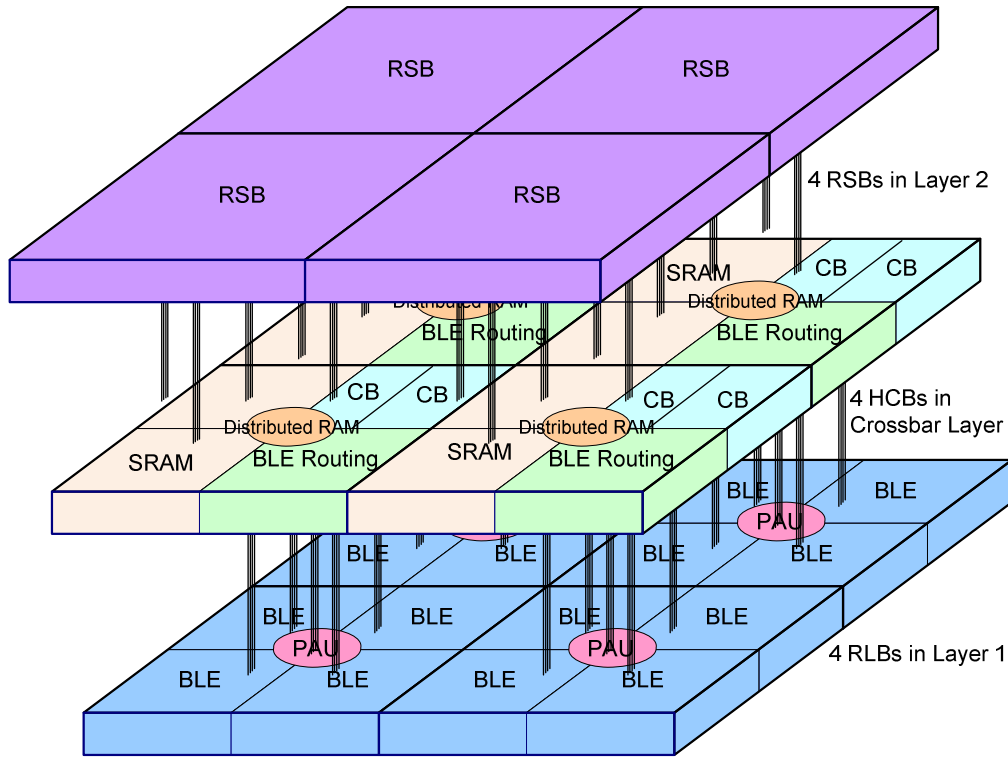 RSB
RSB
RSB
RSB
4 RSBs in Layer 2
SRAM
CB
CB
Distributed RAM
Distributed RAM
BLE Routing
BLE Routing
CB
CB
CB
CB
4 HCBs in
Crossbar Layer
Distributed RAM
Distributed RAM
SRAM
BLE Routing
SRAM
BLE Routing
BLE
BLE
PAU
BLE
BLE
BLE
BLE
BLE
BLE
BLE
BLE
PAU
PAU
4 RLBs in Layer 1
BLE
BLE
BLE
BLE